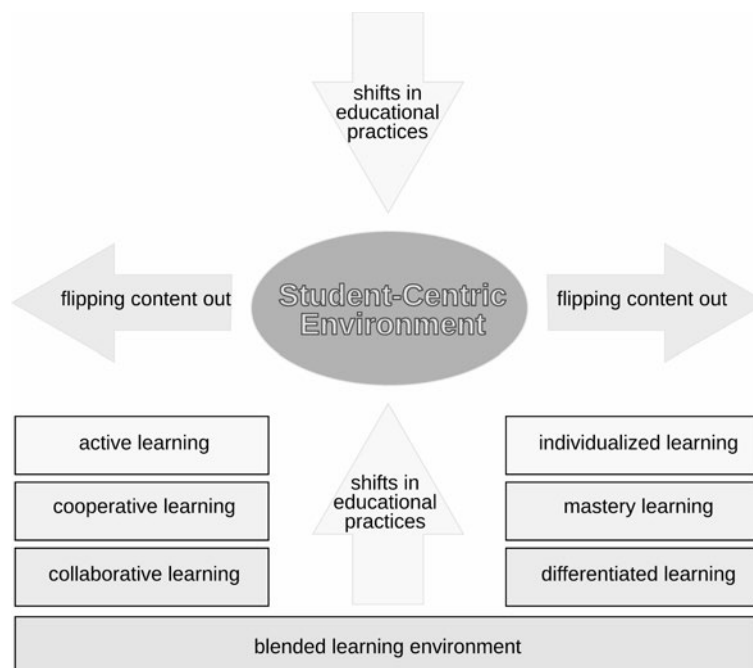 shifts in
educational
practices
flipping content out
Student-Centric
Environment
flipping content out
active learning
individualized learning
shifts in
educational
practices
cooperative learning
mastery learning
collaborative learning
differentiated learning
blended learning environment